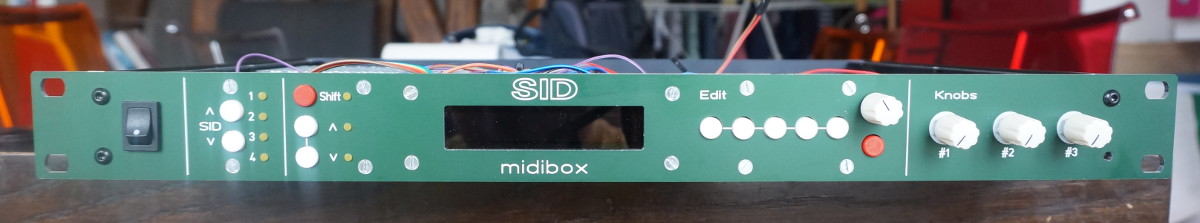 SID
1
2
3
4
Shift
SID
midibox
Edit
Knobs
#1
#2
#3